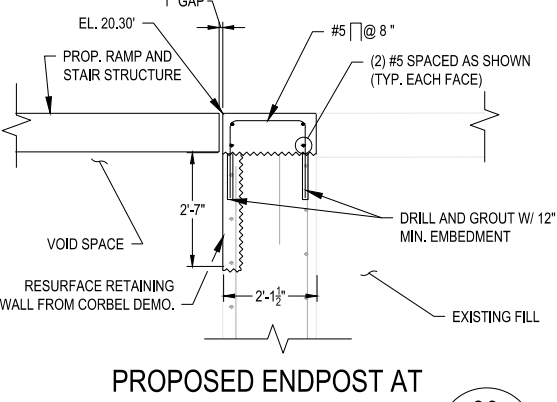 1" GAP
EL. 20.30'
#5 @ 8 "
PROP. RAMP AND
STAIR STRUCTURE
(2) #5 SPACED AS SHOWN
(TYP. EACH FACE)
2'-7"
DRILL AND GROUT W/ 12"
MIN. EMBEDMENT
VOID SPACE
RESURFACE RETAINING
WALL FROM CORBEL DEMO.
2'-1½"
EXISTING FILL
PROPOSED ENDPOST AT